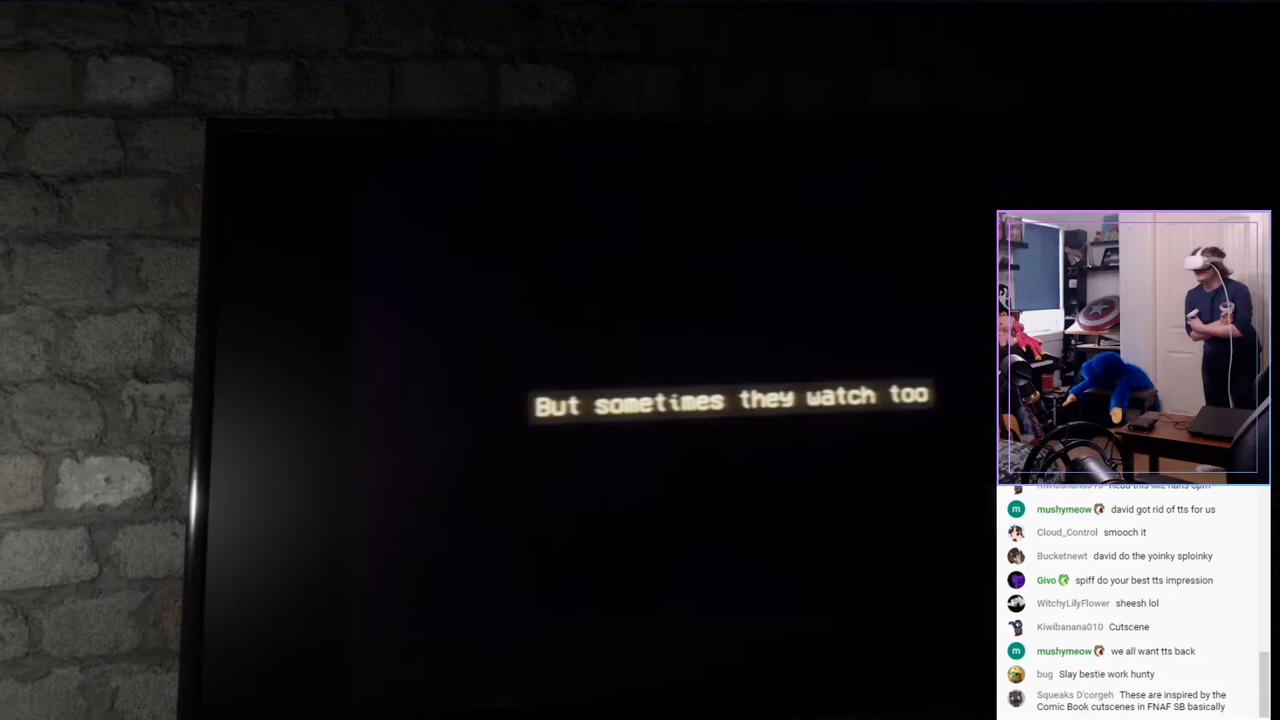 But sometimes they watch too
mushymeow david got rid of tts for us
Cloud_Control smooch it
Bucketnewt david do the yoinky sploinky
Givo spiff do your best tts impression
WitchyLilyFlower sheesh lol
Kiwibanana010 Cutscene
mushymeow we all want tts back
bug Slay bestie work hunty
Squeaks D'corgeh These are inspired by the
Comic Book cutscenes in FNAF SB basically